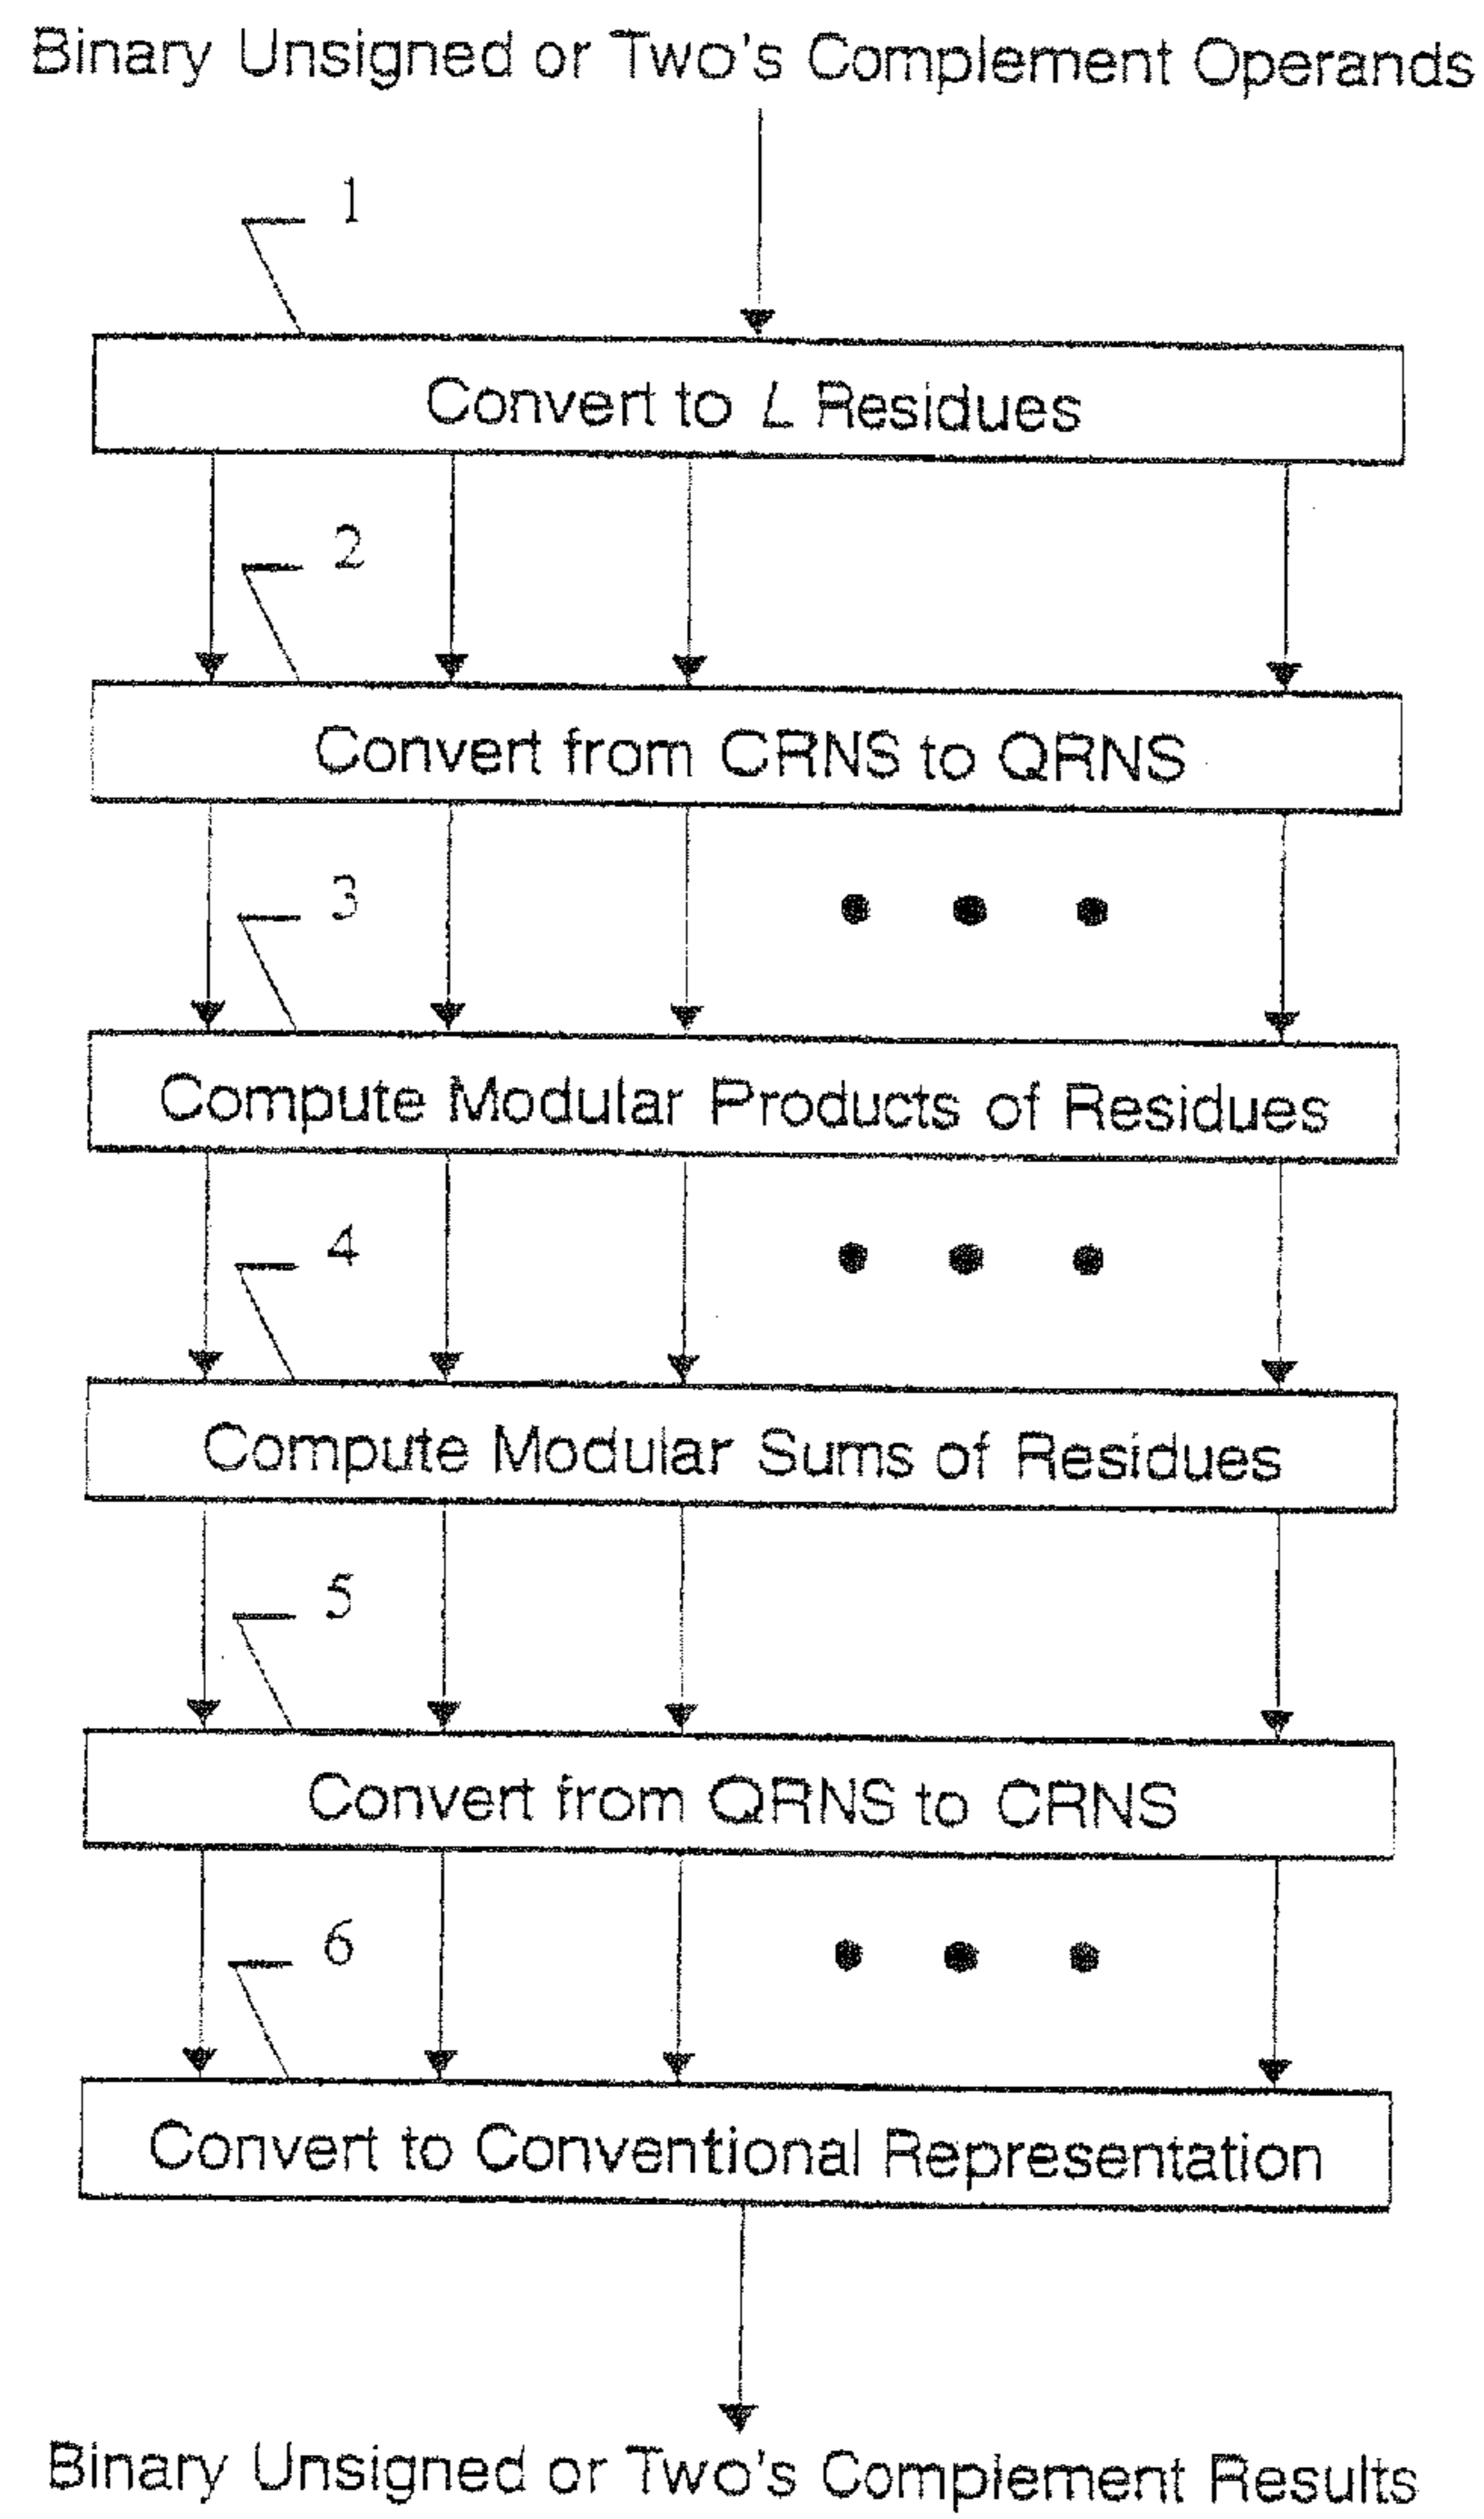 Binary Unsigned or Two's Complement Operands
1
Convert to L Residues
2
Convert from CRNS to QRNS
3
Compute Modular Products of Residues
4
Compute Modular Sums of Residues
5
Convert from QRNS to CRNS
6
Convert to Conventional Representation
Binary Unsigned or Two's Complement Results